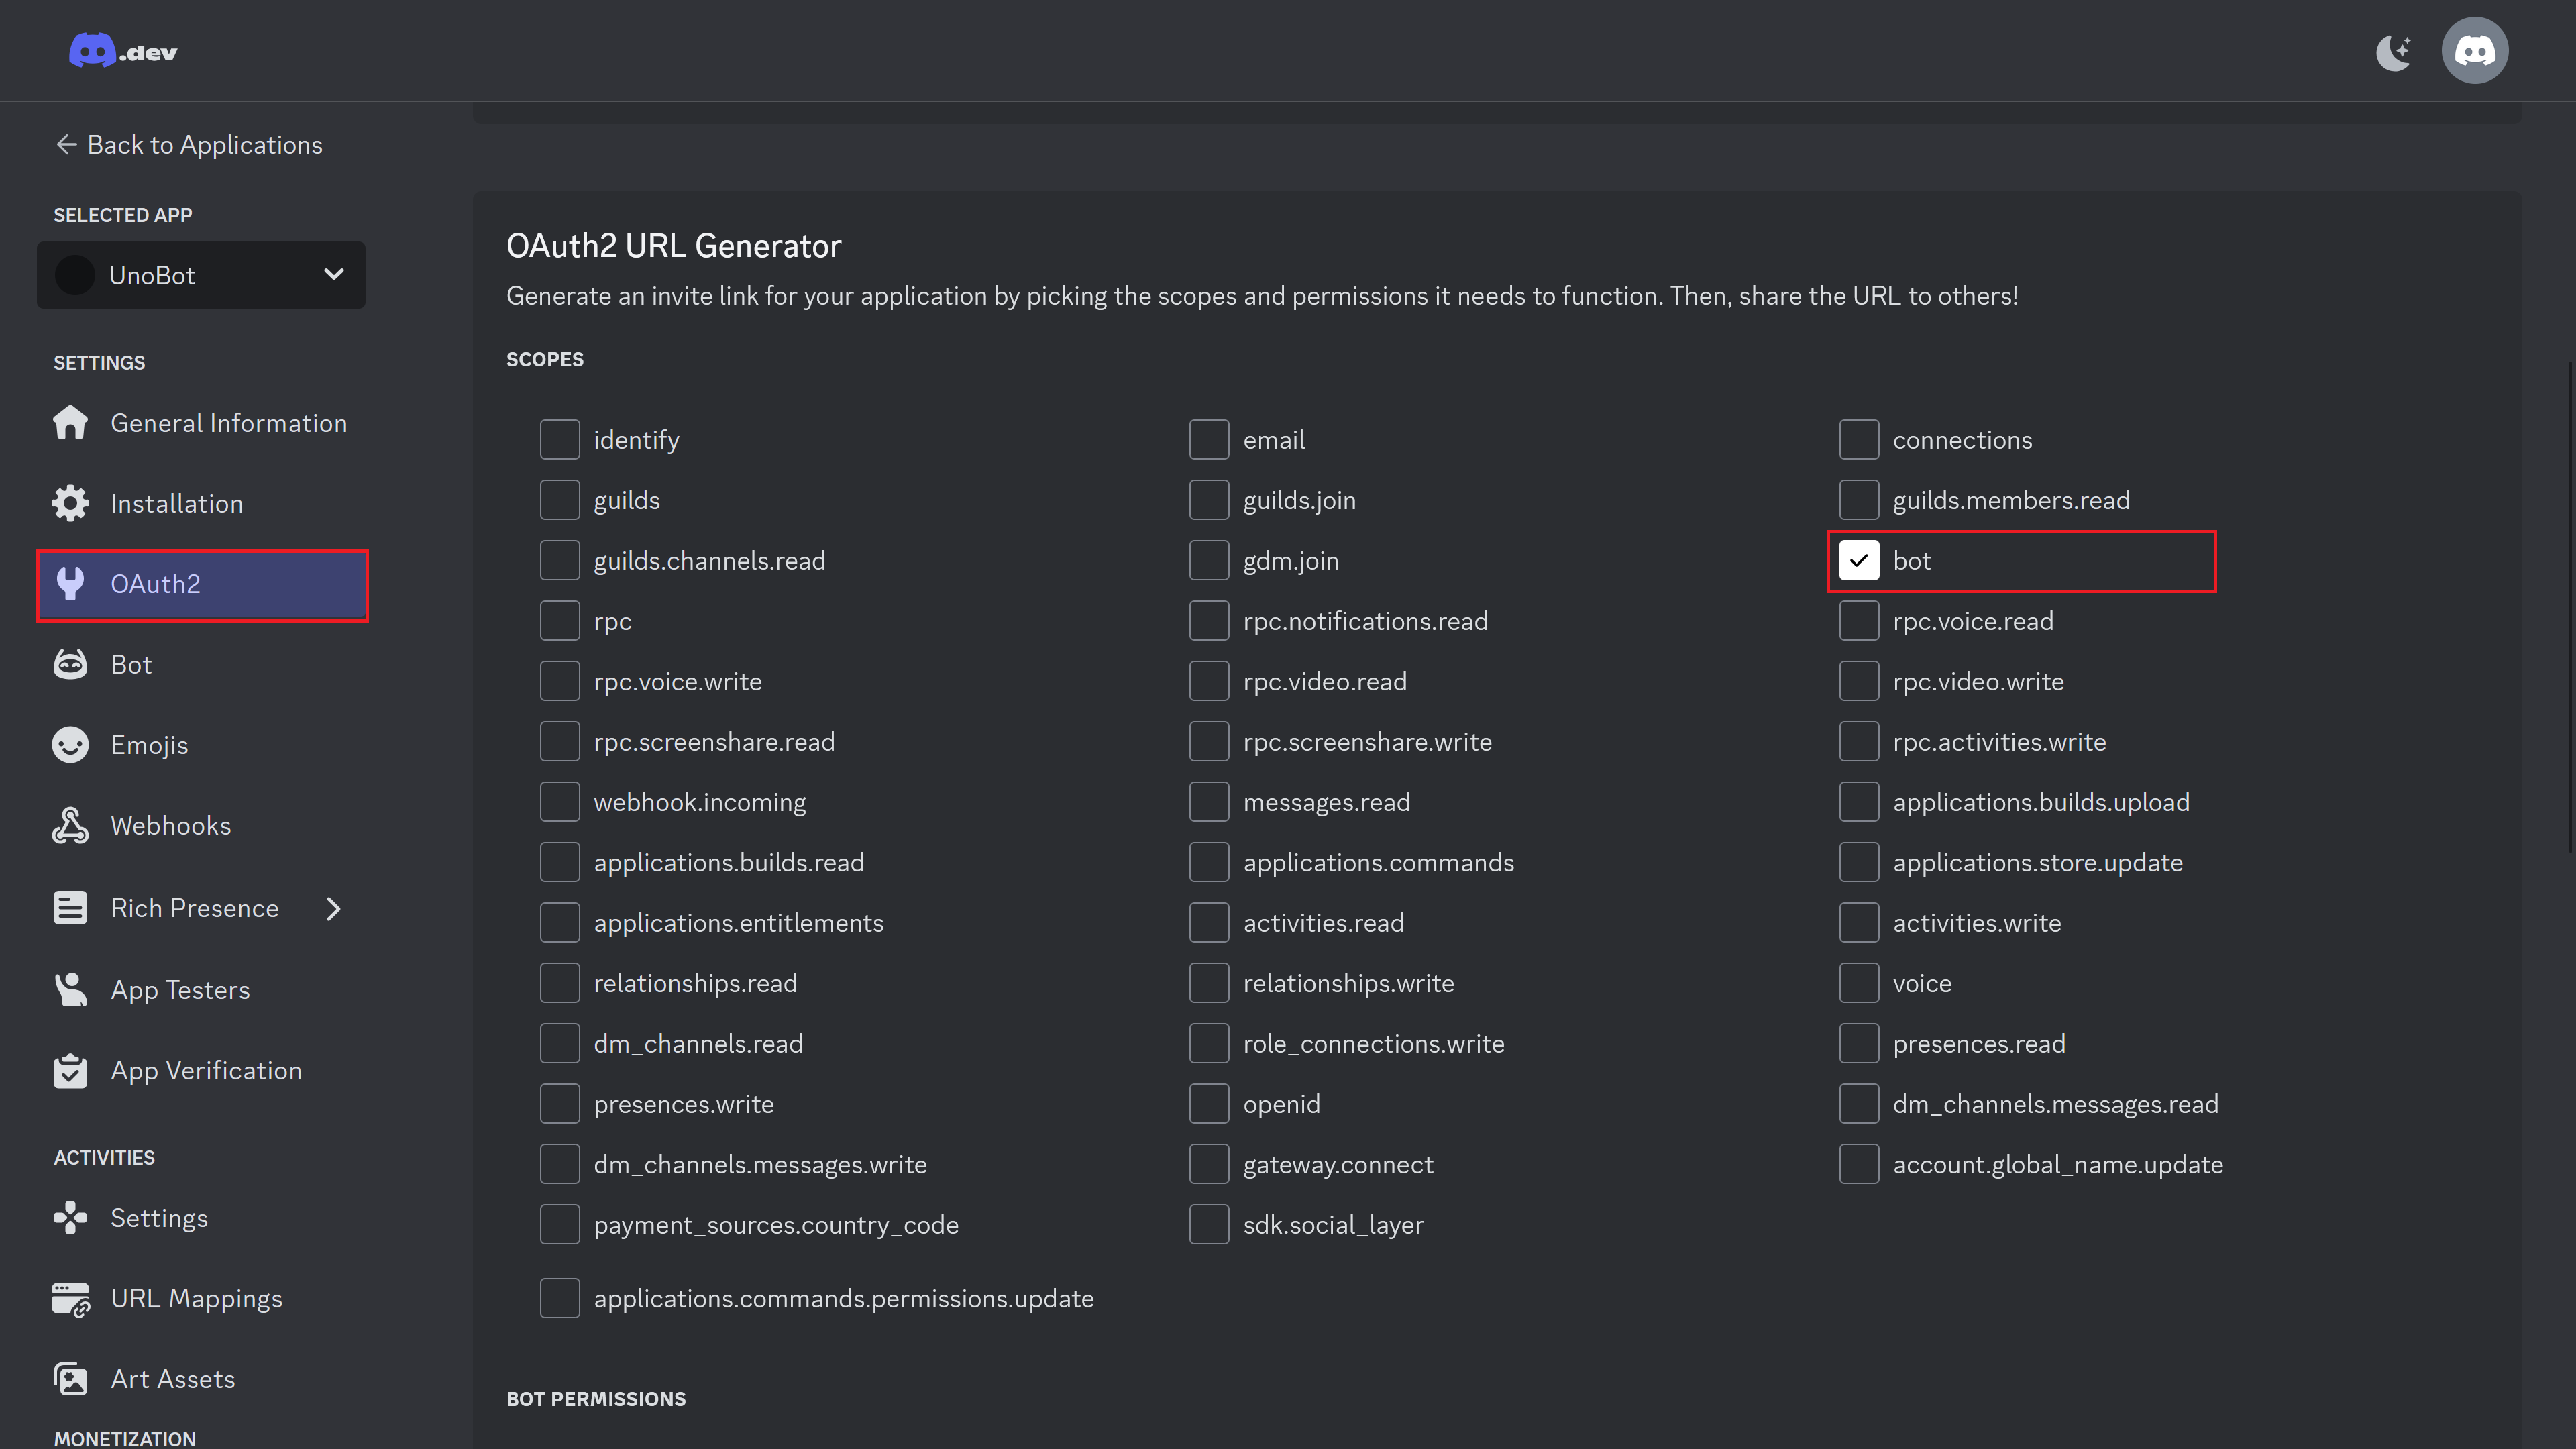 .dev
Back to Applications
SELECTED APP
UnoBot
SETTINGS
General Information
Installation
OAuth2
Bot
Emojis
Webhooks
Rich Presence
App Testers
App Verification
ACTIVITIES
Settings
URL Mappings
Art Assets
MONETIZATION
OAuth2 URL Generator
Generate an invite link for your application by picking the scopes and permissions it needs to function. Then, share the URL to others!
SCOPES
identify email connections
guilds guilds.join guilds.members.read
guilds.channels.read gdm.join bot
rpc rpc.notifications.read rpc.voice.read
rpc.voice.write rpc.video.read rpc.video.write
rpc.screenshare.read rpc.screenshare.write rpc.activities.write
webhook.incoming messages.read applications.builds.upload
applications.builds.read applications.commands applications.store.update
applications.entitlements activities.read activities.write
relationships.read relationships.write voice
dm_channels.read role_connections.write presences.read
presences.write openid dm_channels.messages.read
dm_channels.messages.write gateway.connect account.global_name.update
payment_sources.country_code sdk.social_layer
applications.commands.permissions.update
BOT PERMISSIONS